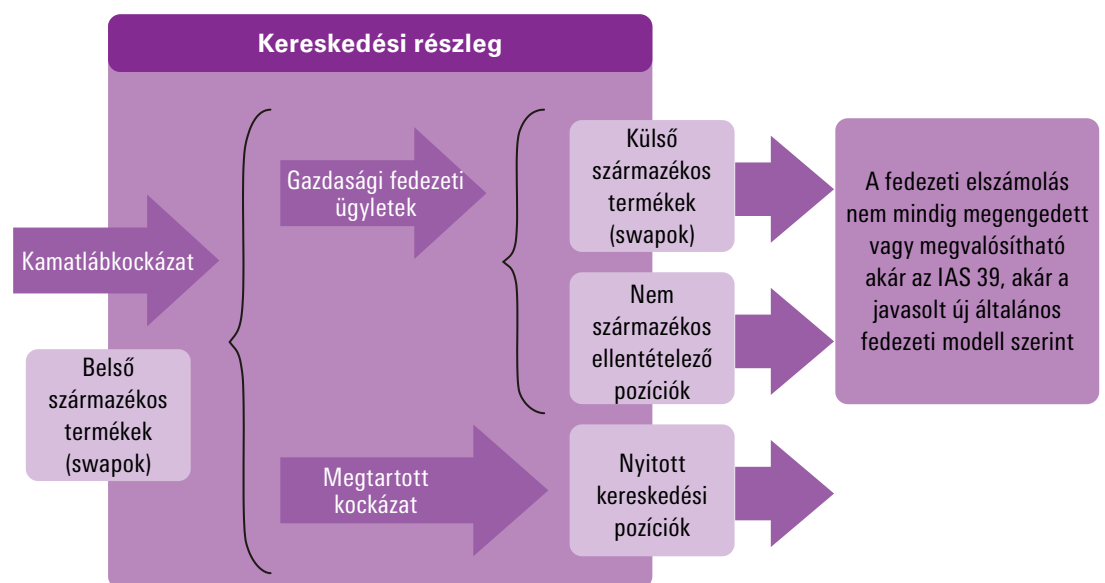 Kereskedési részleg
Kamatlábkockázat
Belső
származékos
termékek
(swapok)
Gazdasági fedezeti
ügyletek
Megtartott
kockázat
Külső
származékos
termékek
(swapok)
Nem
származékos
ellentételező
pozíciók
Nyitott
kereskedési
pozíciók
A fedezeti elszámolás
nem mindig megengedett
vagy megvalósítható
akár az IAS 39, akár a
javasolt új általános
fedezeti modell szerint